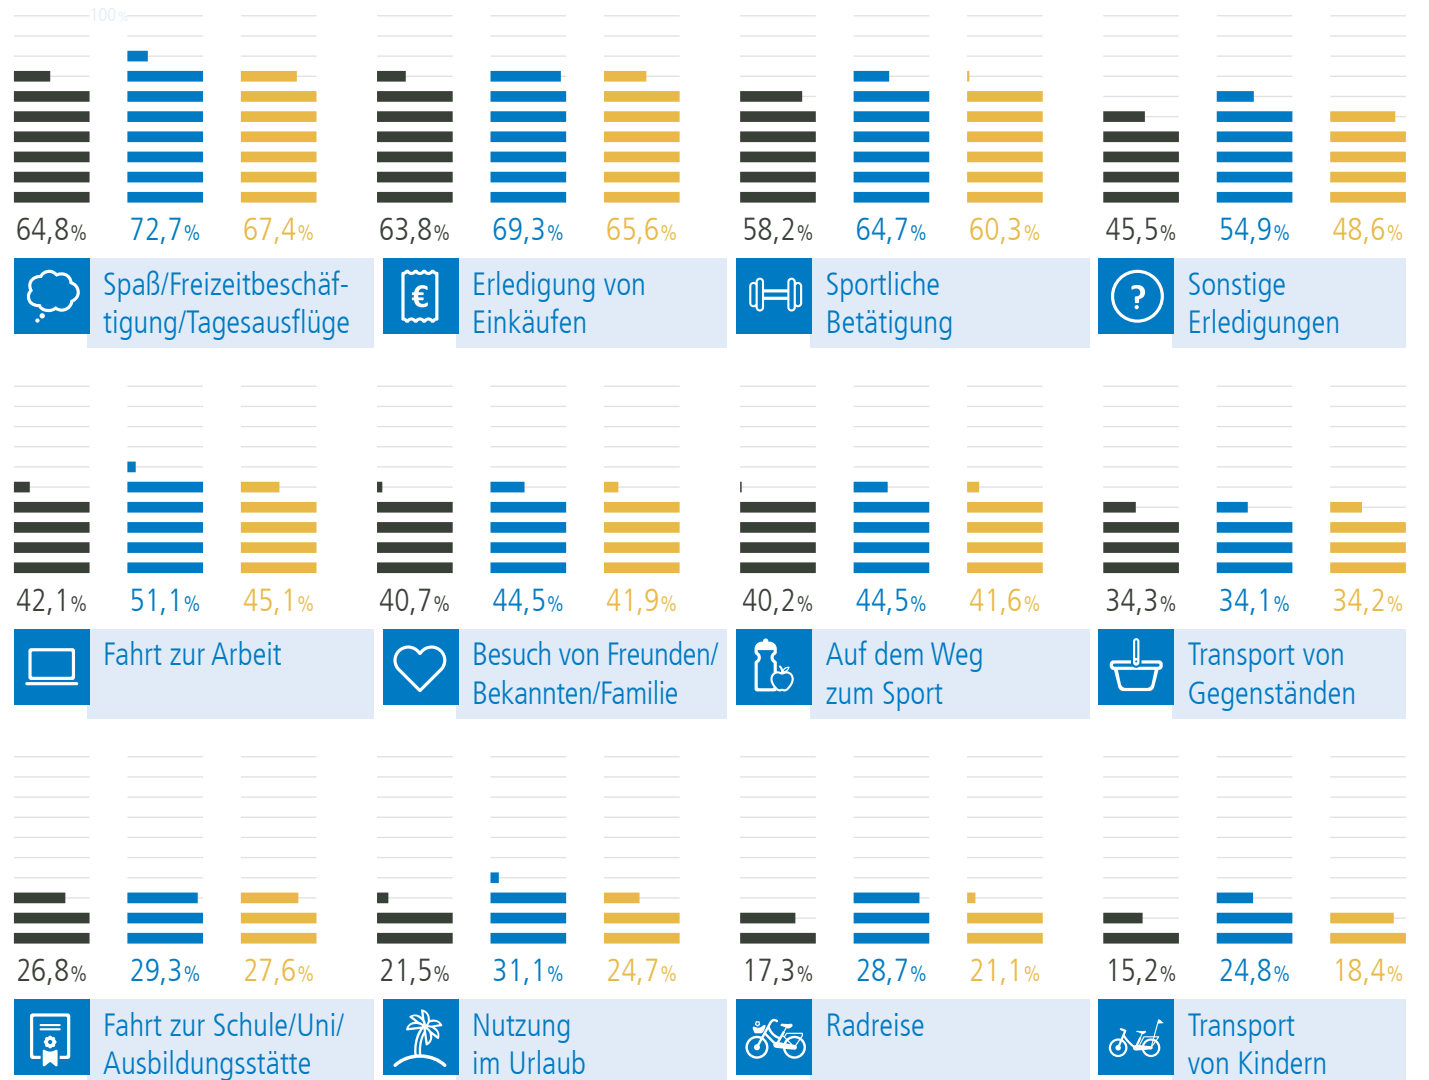 100%
64,8% 72,7% 67,4% 63,8% 69,3% 65,6% 58,2% 64,7% 60,3% 45,5% 54,9% 48,6%
Spaß/Freizeitbeschäf-
tigung/Tagesausflüge
€
Erledigung von
Einkäufen
Sportliche
Betätigung
?
Sonstige
Erledigungen
42,1% 51,1% 45,1% 40,7% 44,5% 41,9% 40,2% 44,5% 41,6% 34,3% 34,1% 34,2%
Fahrt zur Arbeit
Besuch von Freunden/
Bekannten/Familie
Auf dem Weg
zum Sport
Transport von
Gegenständen
26,8% 29,3% 27,6% 21,5% 31,1% 24,7% 17,3% 28,7% 21,1% 15,2% 24,8% 18,4%
Fahrt zur Schule/Uni/
Ausbildungsstätte
Nutzung
im Urlaub
Radreise
Transport
von Kindern